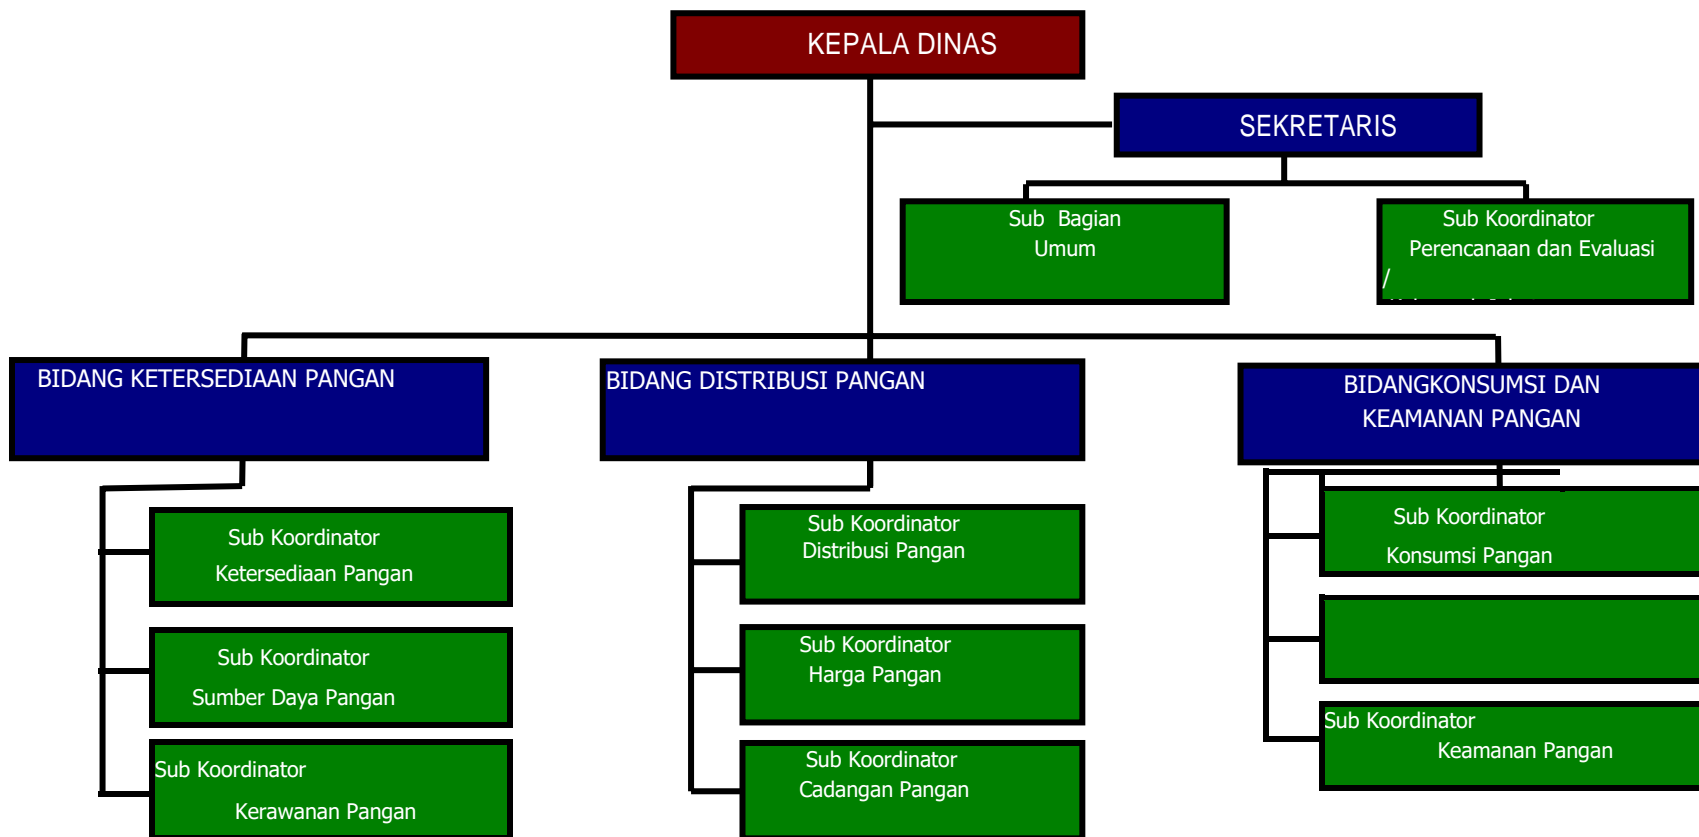 KEPALA DINAS
SEKRETARIS
Sub Bagian
Umum
Sub Koordinator
Perencanaan dan Evaluasi
/
BIDANG KETERSEDIAAN PANGAN
BIDANG DISTRIBUSI PANGAN
BIDANGKONSUMSI DAN
KEAMANAN PANGAN
Sub Koordinator
Ketersediaan Pangan
Sub Koordinator
Sumber Daya Pangan
Sub Koordinator
Kerawanan Pangan
Sub Koordinator
Distribusi Pangan
Sub Koordinator
Harga Pangan
Sub Koordinator
Cadangan Pangan
Sub Koordinator
Konsumsi Pangan
Sub Koordinator
Keamanan Pangan